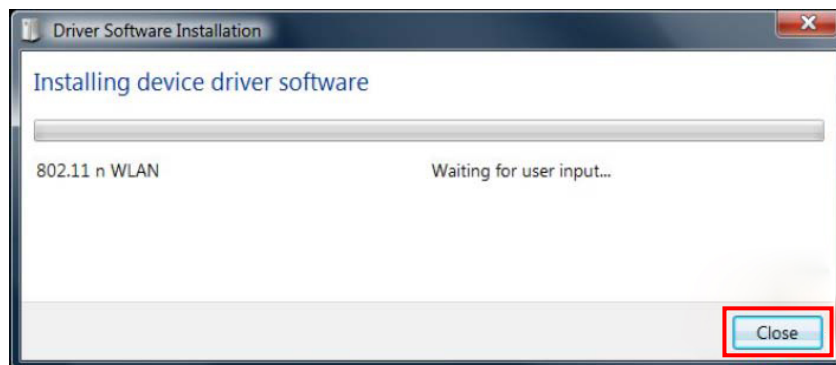 Driver Software Installation
Installing device driver software
802.11 n WLAN Waiting for user input...
Close